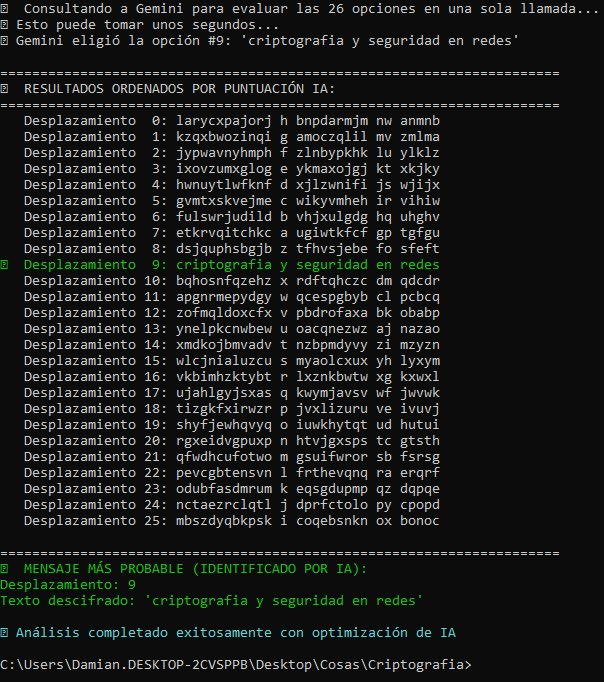 Consultando a Gemini para evaluar las 26 opciones en una sola llamada...
Esto puede tomar unos segundos...
Gemini eligió la opción #9: 'criptografia y seguridad en redes'
======================================================================
RESULTADOS ORDENADOS POR PUNTUACIÓN IA:
======================================================================
Desplazamiento  0: larycxpajorj h bnpdarmjm nw anmnb
Desplazamiento  1: kzqxbwozinqi g amoczqlil mv zmlma
Desplazamiento  2: jypwavnyhmph f zlnbypkhk lu ylklz
Desplazamiento  3: ixovzumxglog e ykmaxojgj kt xkjky
Desplazamiento  4: hwnuytlwfknf d xjlzwnifi js wjijx
Desplazamiento  5: gvmtxskvejme c wikyvmheh ir vihiw
Desplazamiento  6: fulswrjudild b vhjxulgdg hq uhghv
Desplazamiento  7: etkrvqitchkc a ugiwtkfcf gp tgfgu
Desplazamiento  8: dsjquphsbgjb z tfhvsjebe fo sfeft
Desplazamiento  9: criptografia y seguridad en redes
Desplazamiento 10: bqhosnfqzehz x rdftqhczc dm qdcdr
Desplazamiento 11: apgnrmepydgy w qcespgbyb cl pcbcq
Desplazamiento 12: zofmqldoxcfx v pbdrofaxa bk obabp
Desplazamiento 13: ynelpkcnwbew u oacqnezwz aj nazao
Desplazamiento 14: xmdkojbmvadv t nzbpmdyvy zi mzyzn
Desplazamiento 15: wlcjnialuzcu s myaolcxux yh lyxym
Desplazamiento 16: vkbimhzktybt r lxznkbwtw xg kxwxl
Desplazamiento 17: ujahlgyjsxas q kwymjavsv wf jwvwk
Desplazamiento 18: tizgkfxirwzr p jvxlizuru ve ivuvj
Desplazamiento 19: shyfjewhqvyq o iuwkhytqt ud hutui
Desplazamiento 20: rgxeidvgpuxp n htvjgxsps tc gtsth
Desplazamiento 21: qfwdhcufotwo m gsuifwror sb fsrsg
Desplazamiento 22: pevcgbtensvn l frthevqnq ra erqrf
Desplazamiento 23: odubfasdmrum k eqsgdupmp qz dqpqe
Desplazamiento 24: nctaezrclqtl j dprfctolo py cpopd
Desplazamiento 25: mbszdyqbkpsk i coqebsnkn ox bonoc
======================================================================
MENSAJE MÁS PROBABLE (IDENTIFICADO POR IA):
Desplazamiento: 9
Texto descifrado: 'criptografia y seguridad en redes'
Análisis completado exitosamente con optimización de IA
C:\Users\Damian.DESKTOP-2CVSPPB\Desktop\Cosas\Criptografia>